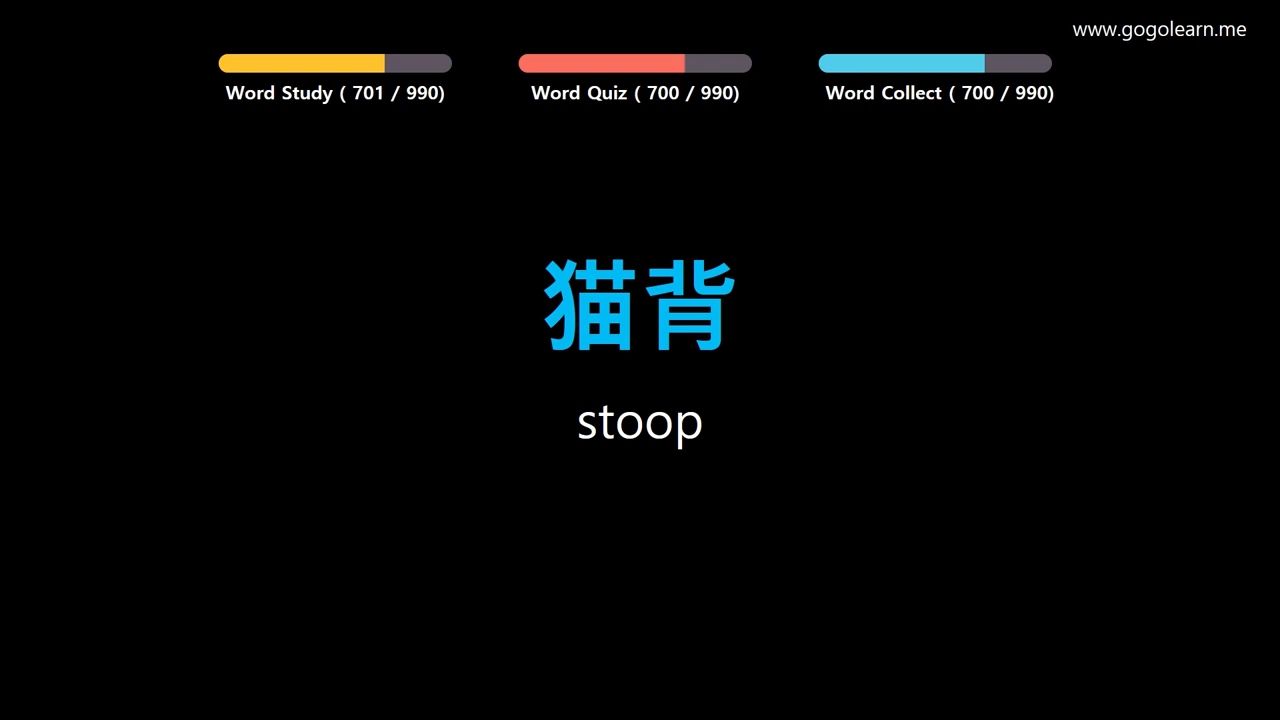 www.gogolearn.me
Word Study ( 701 / 990)
Word Quiz ( 700 / 990)
Word Collect ( 700 / 990)
猫背
stoop